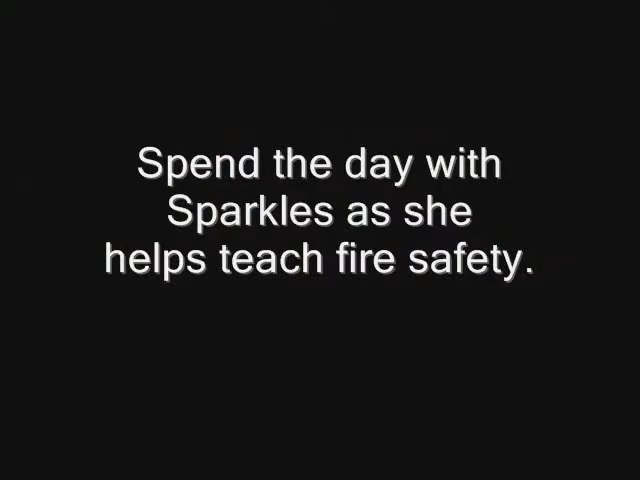 Spend the day with
Sparkles as she
helps teach fire safety.